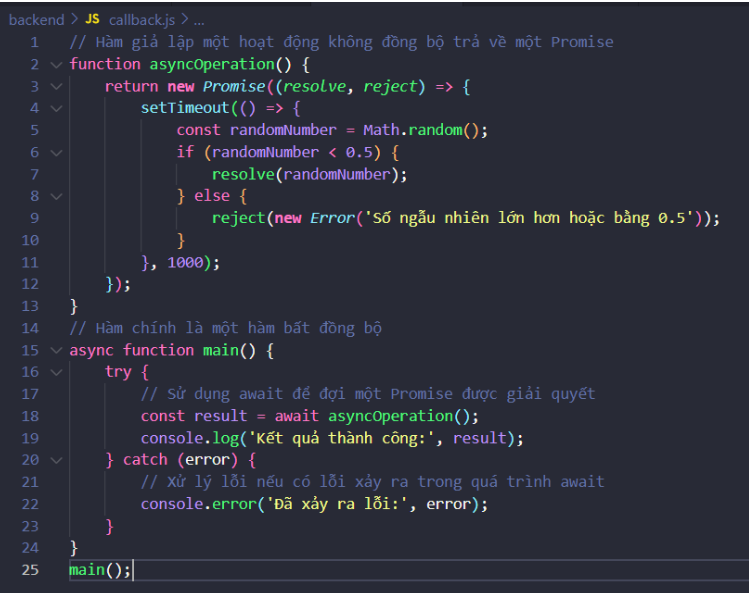 backend > JS callback.js > ...
1 // Hàm giả lập một hoạt động không đồng bộ trả về một Promise
2 function asyncOperation() {
3     return new Promise((resolve, reject) => {
4         setTimeout(() => {
5             const randomNumber = Math.random();
6             if (randomNumber < 0.5) {
7                 resolve(randomNumber);
8             } else {
9                 reject(new Error('Số ngẫu nhiên lớn hơn hoặc bằng 0.5'));
10             }
11         }, 1000);
12     });
13 }
14 // Hàm chính là một hàm bất đồng bộ
15 async function main() {
16     try {
17         // Sử dụng await để đợi một Promise được giải quyết
18         const result = await asyncOperation();
19         console.log('Kết quả thành công:', result);
20     } catch (error) {
21         // Xử lý lỗi nếu có lỗi xảy ra trong quá trình await
22         console.error('Đã xảy ra lỗi:', error);
23     }
24 }
25 main();